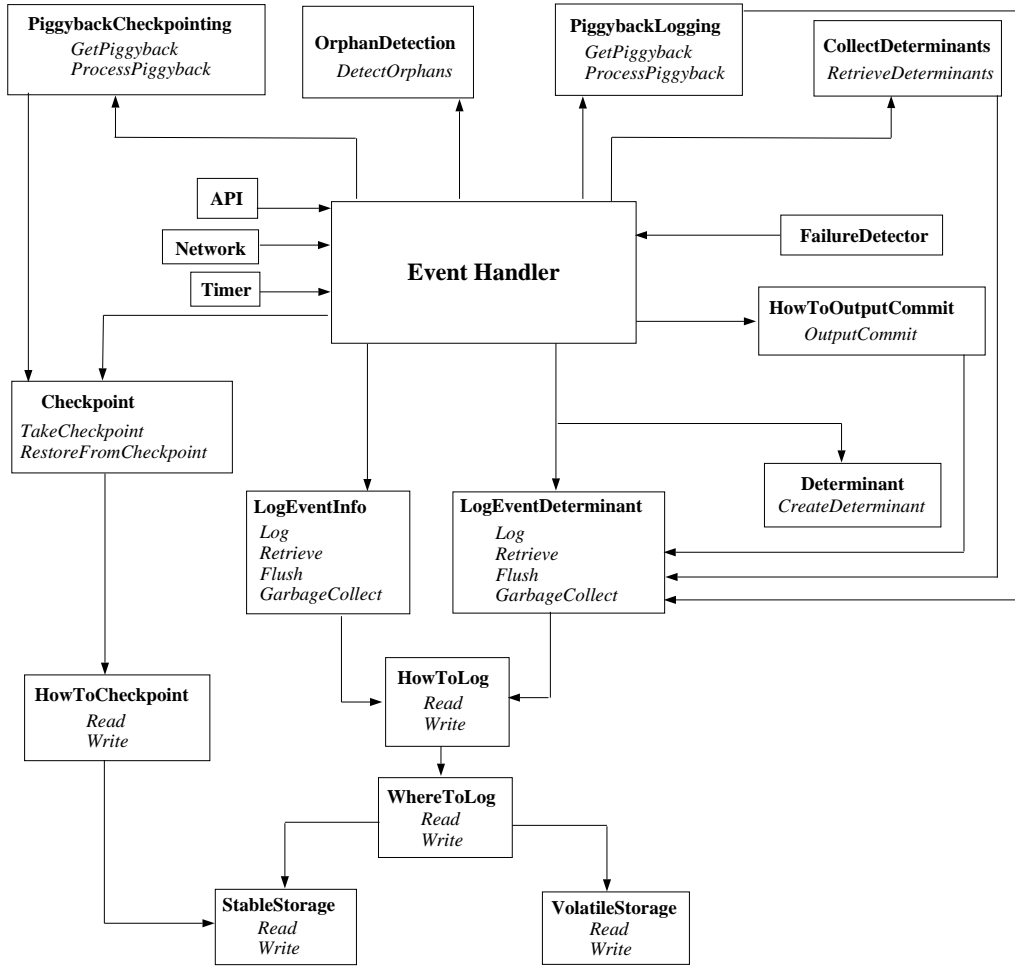 PiggybackCheckpointing
GetPiggyback
ProcessPiggyback
OrphanDetection
DetectOrphans
PiggybackLogging
GetPiggyback
ProcessPiggyback
CollectDeterminants
RetrieveDeterminants
API
Network
Timer
Event Handler
FailureDetector
HowToOutputCommit
OutputCommit
Checkpoint
TakeCheckpoint
RestoreFromCheckpoint
LogEventInfo
Log
Retrieve
Flush
GarbageCollect
LogEventDeterminant
Log
Retrieve
Flush
GarbageCollect
Determinant
CreateDeterminant
HowToCheckpoint
Read
Write
HowToLog
Read
Write
WhereToLog
Read
Write
StableStorage
Read
Write
VolatileStorage
Read
Write